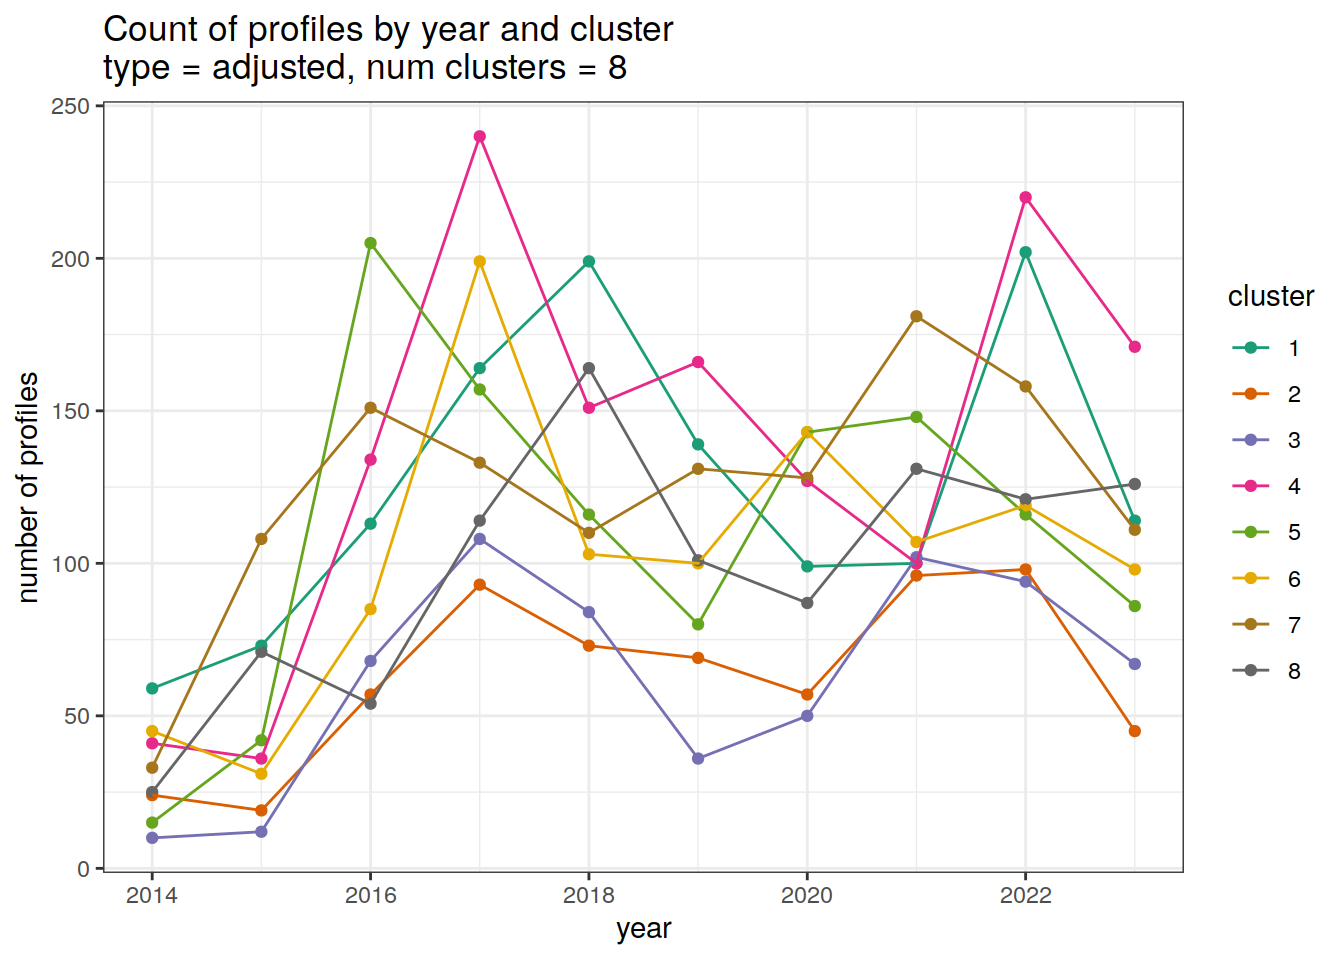 Count of profiles by year and cluster
type = adjusted, num clusters = 8
250
200
150
100
50
0
number of profiles
2014 2016 2018 2020 2022
year
cluster
1
2
3
4
5
6
7
8